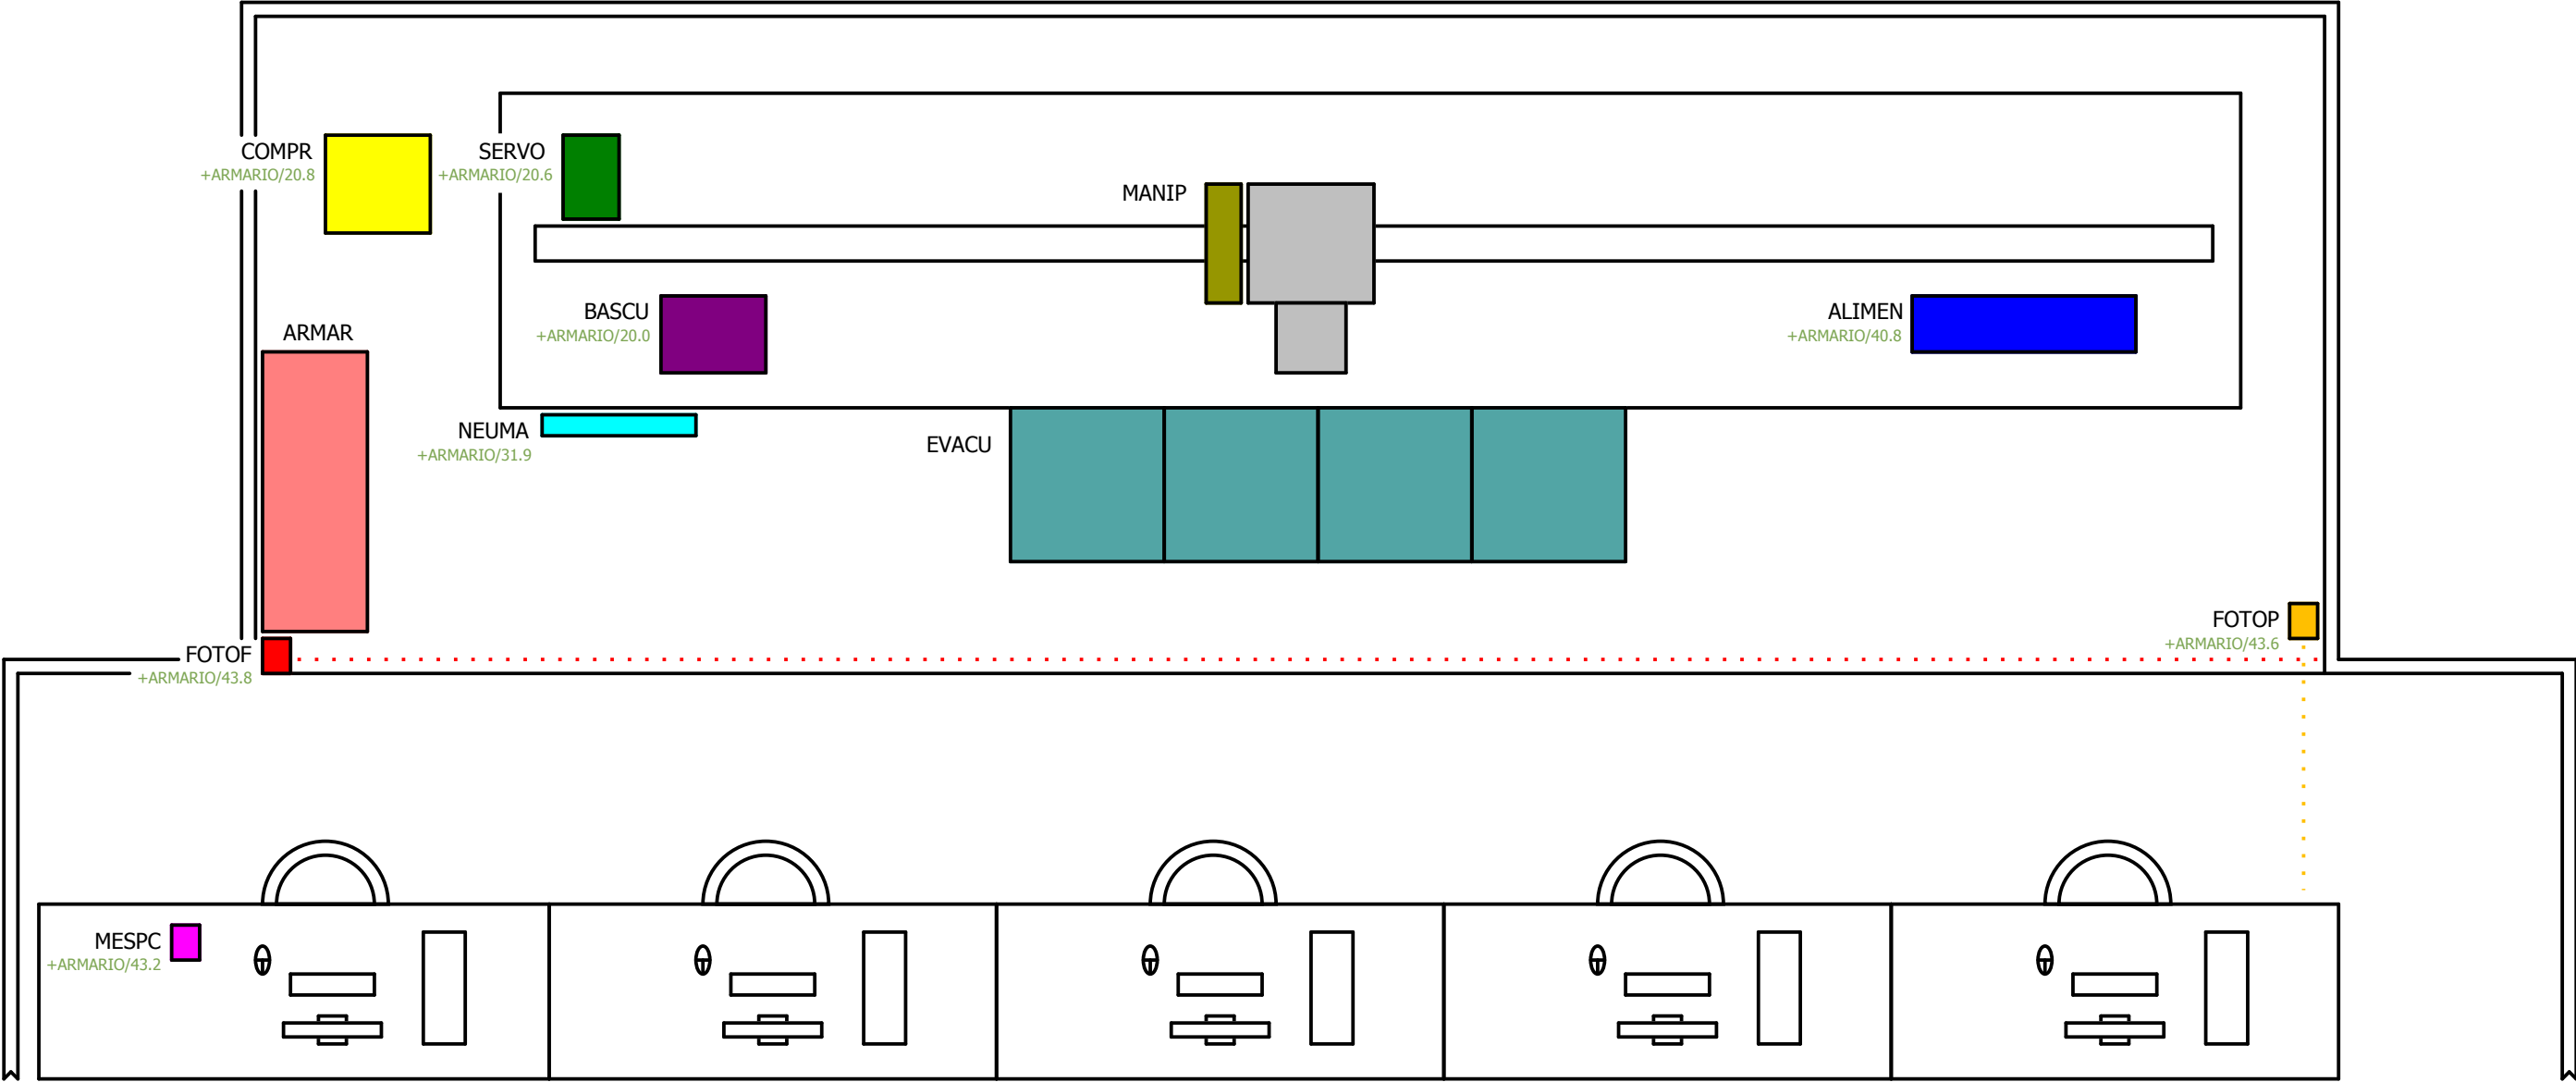 COMPR
+ARMARIO/20.8
SERVO
+ARMARIO/20.6
MANIP
BASCU
+ARMARIO/20.0
ALIMEN
+ARMARIO/40.8
ARMAR
NEUMA
+ARMARIO/31.9
EVACU
FOTOP
+ARMARIO/43.6
FOTOF
+ARMARIO/43.8
MESPC
+ARMARIO/43.2